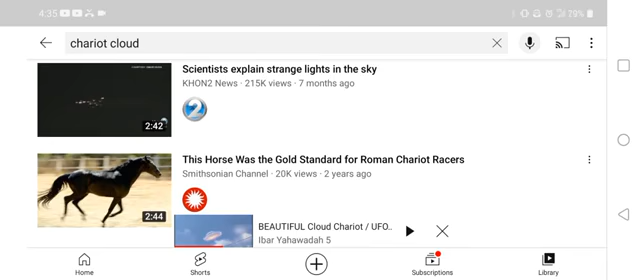 4:35
79%
chariot cloud
Scientists explain strange lights in the sky
KHON2 News · 215K views · 7 months ago
2
2:42
This Horse Was the Gold Standard for Roman Chariot Racers
Smithsonian Channel · 20K views · 2 years ago
2:44
BEAUTIFUL Cloud Chariot / UFO..
Ibar Yahawadah 5
Home
Shorts
Subscriptions
Library